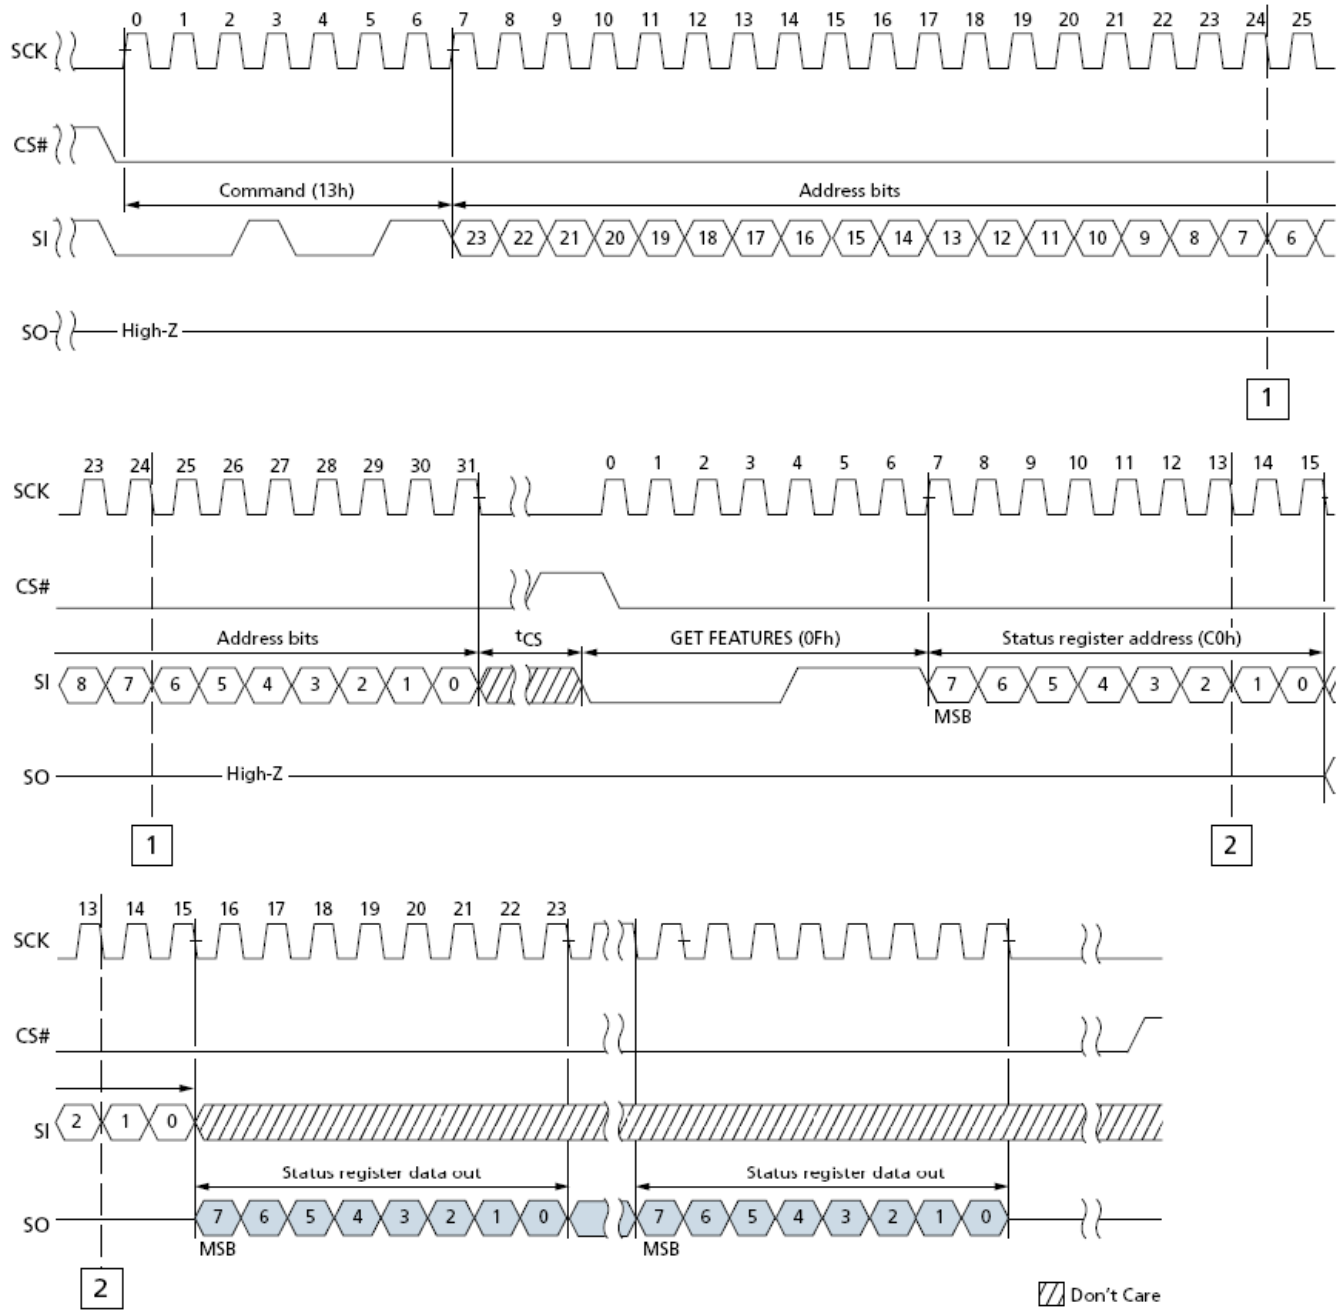 0 1 2 3 4 5 6 7 8 9 10 11 12 13 14 15 16 17 18 19 20 21 22 23 24 25
SCK
CS#
Command (13h) Address bits
SI 23 22 21 20 19 18 17 16 15 14 13 12 11 10 9 8 7 6
SO High-Z
1
23 24 25 26 27 28 29 30 31 0 1 2 3 4 5 6 7 8 9 10 11 12 13 14 15
SCK
CS#
Address bits tCS GET FEATURES (0Fh) Status register address (C0h)
SI 8 7 6 5 4 3 2 1 0 7 6 5 4 3 2 1 0
MSB
SO High-Z
1 2
13 14 15 16 17 18 19 20 21 22 23
SCK
CS#
SI 2 1 0
Status register data out Status register data out
SO 7 6 5 4 3 2 1 0 7 6 5 4 3 2 1 0
MSB MSB
2
Don't Care